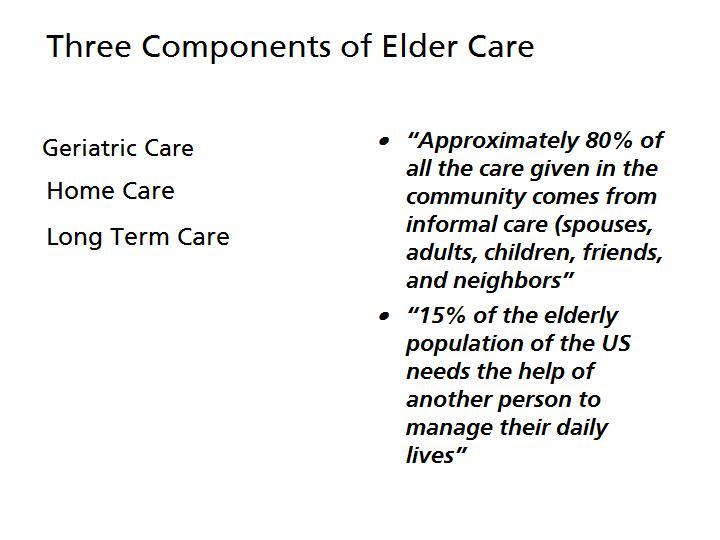 Three Components of Elder Care
Geriatric Care
Home Care
Long Term Care
• “Approximately 80% of
all the care given in the
community comes from
informal care (spouses,
adults, children, friends,
and neighbors”
• “15% of the elderly
population of the US
needs the help of
another person to
manage their daily
lives”